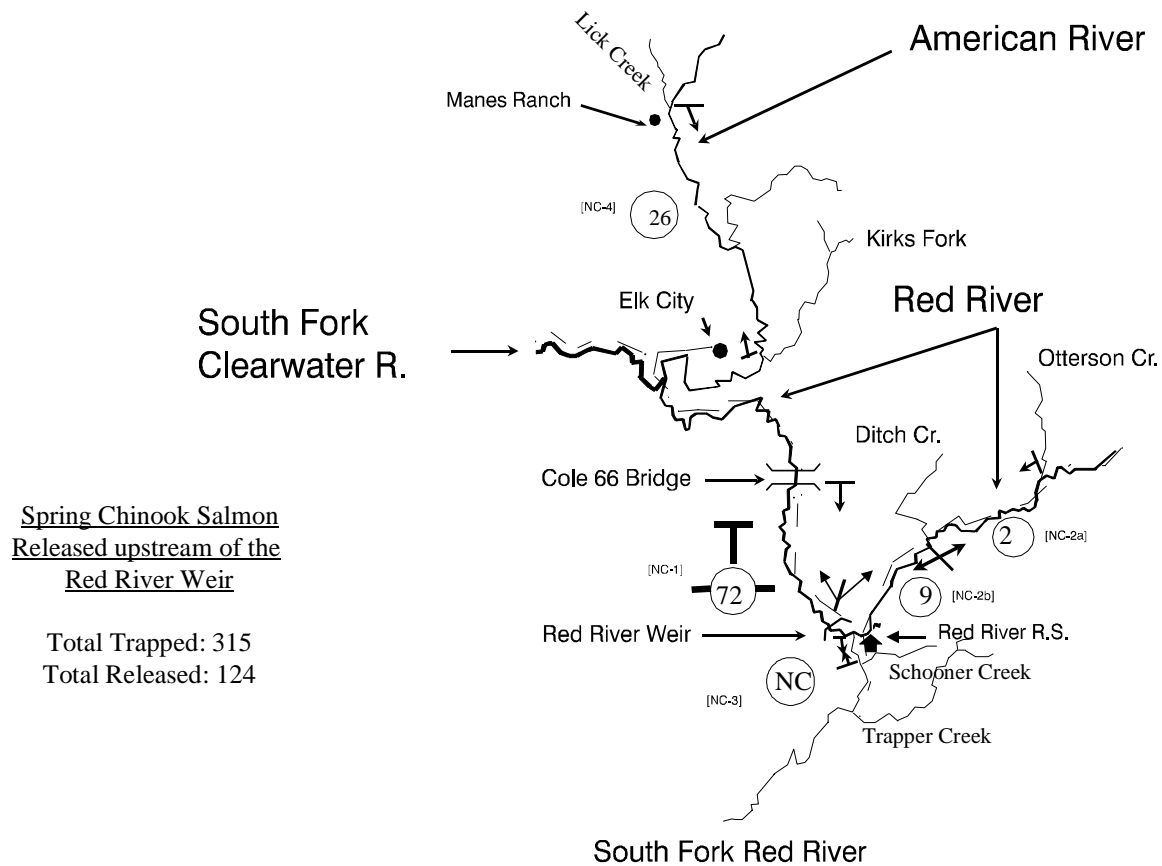 Lick Creek
American River
Manes Ranch
[NC-4]
26
Kirks Fork
Elk City
Red River
South Fork
Clearwater R.
Otterson Cr.
Ditch Cr.
Cole 66 Bridge
Spring Chinook Salmon
Released upstream of the
Red River Weir
2
[NC-2a]
[NC-1]
72
9
[NC-2b]
Red River Weir
Red River R.S.
Total Trapped: 315
Total Released: 124
NC
[NC-3]
Schooner Creek
Trapper Creek
South Fork Red River